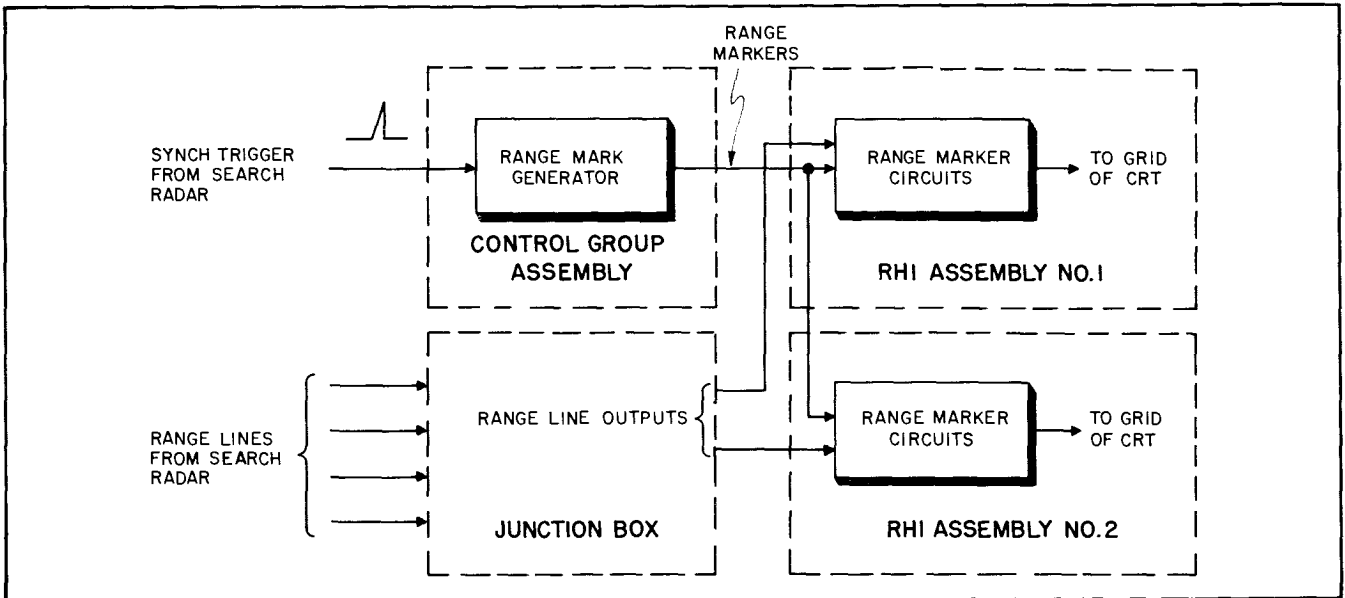 RANGE
MARKERS
SYNCH TRIGGER
FROM SEARCH
RADAR
RANGE MARK
GENERATOR
CONTROL GROUP
ASSEMBLY
RANGE MARKER
CIRCUITS
TO GRID
OF CRT
RHI ASSEMBLY NO.1
RANGE LINES
FROM SEARCH
RADAR
RANGE LINE OUTPUTS
JUNCTION BOX
RANGE MARKER
CIRCUITS
TO GRID
OF CRT
RHI ASSEMBLY NO.2